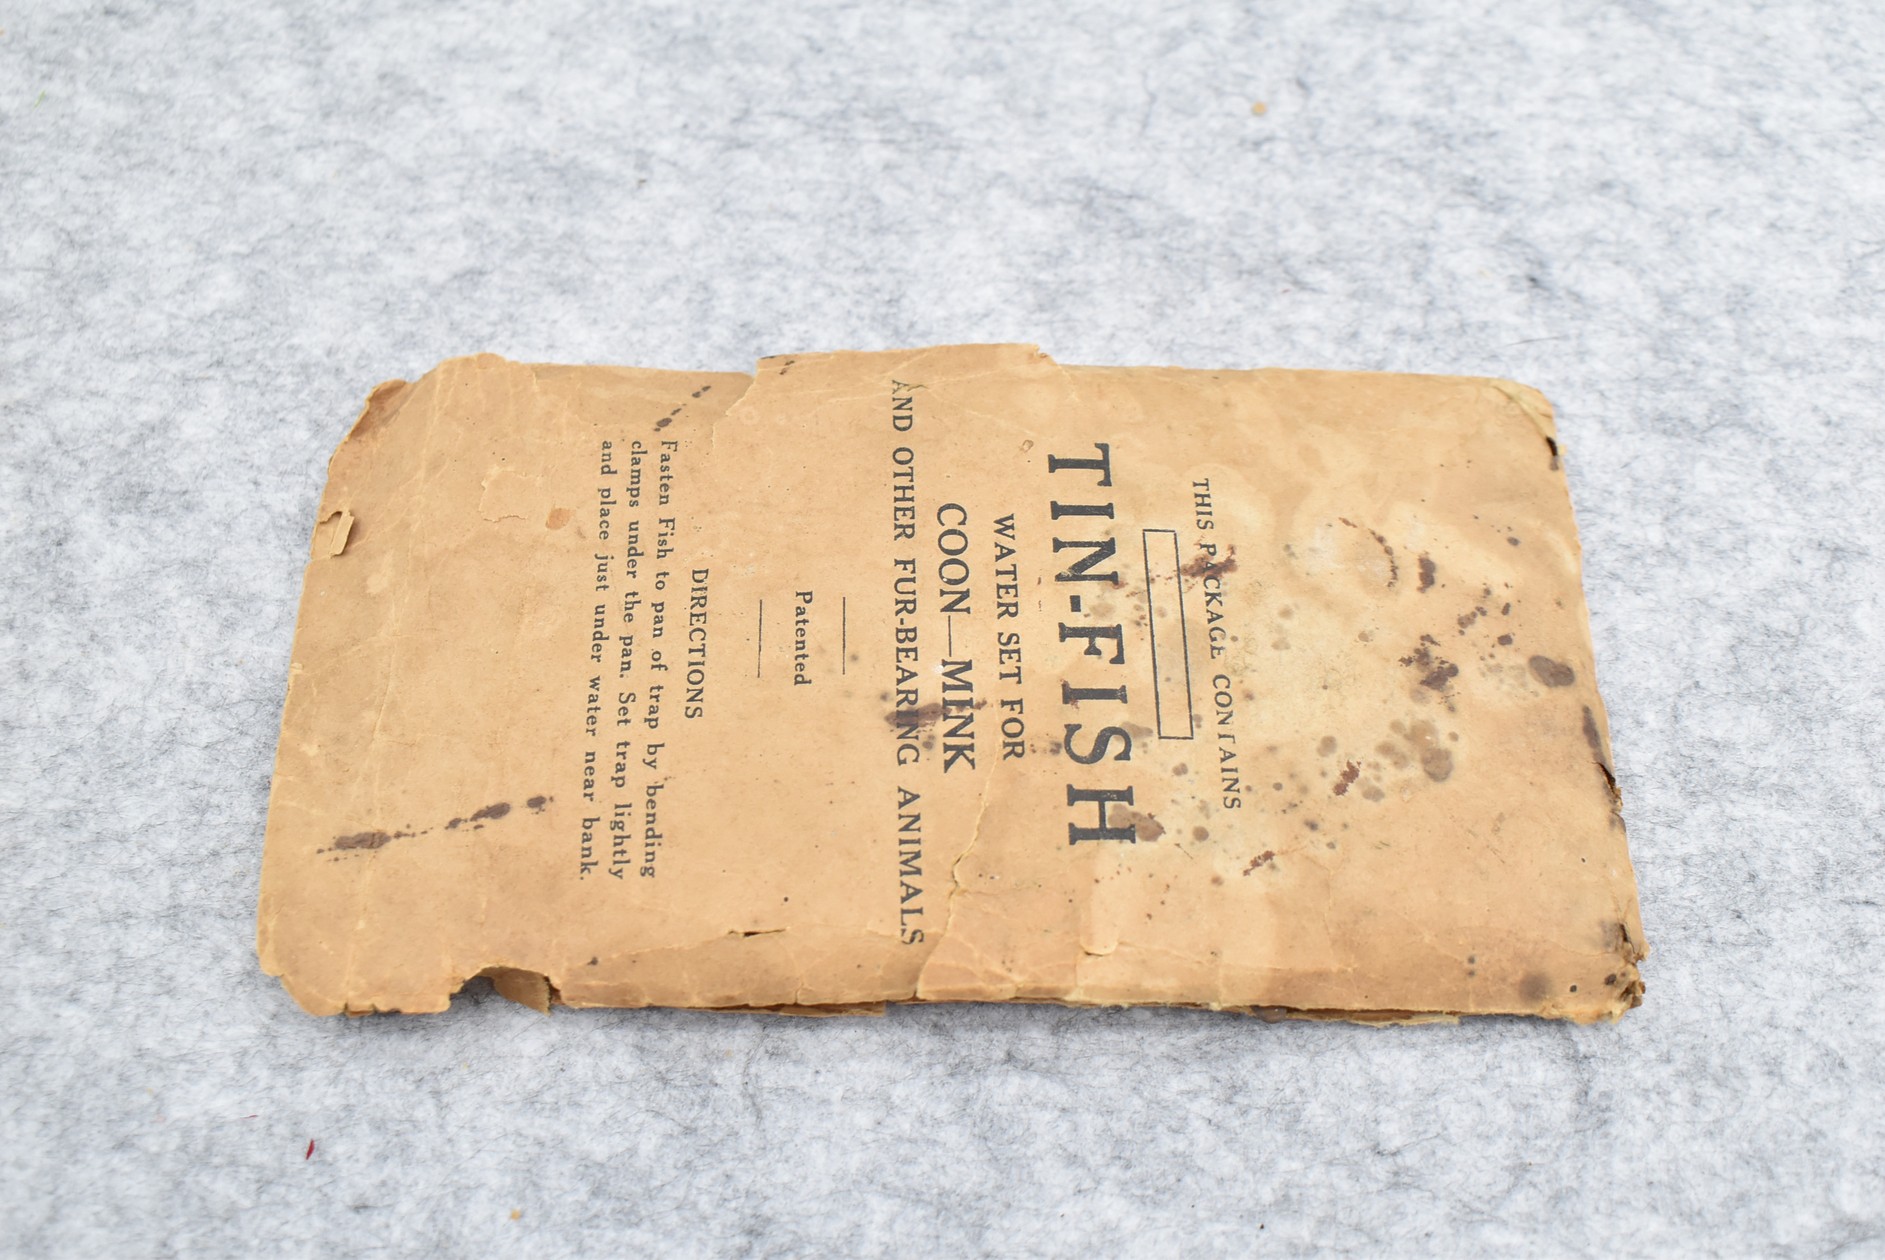 THIS PACKAGE CONTAINS
TIN-FISH
WATER SET FOR
COON—MINK
AND OTHER FUR-BEARING ANIMALS
Patented
DIRECTIONS
Fasten Fish to pan of trap by bending
clamps under the pan. Set trap lightly
and place just under water near bank.